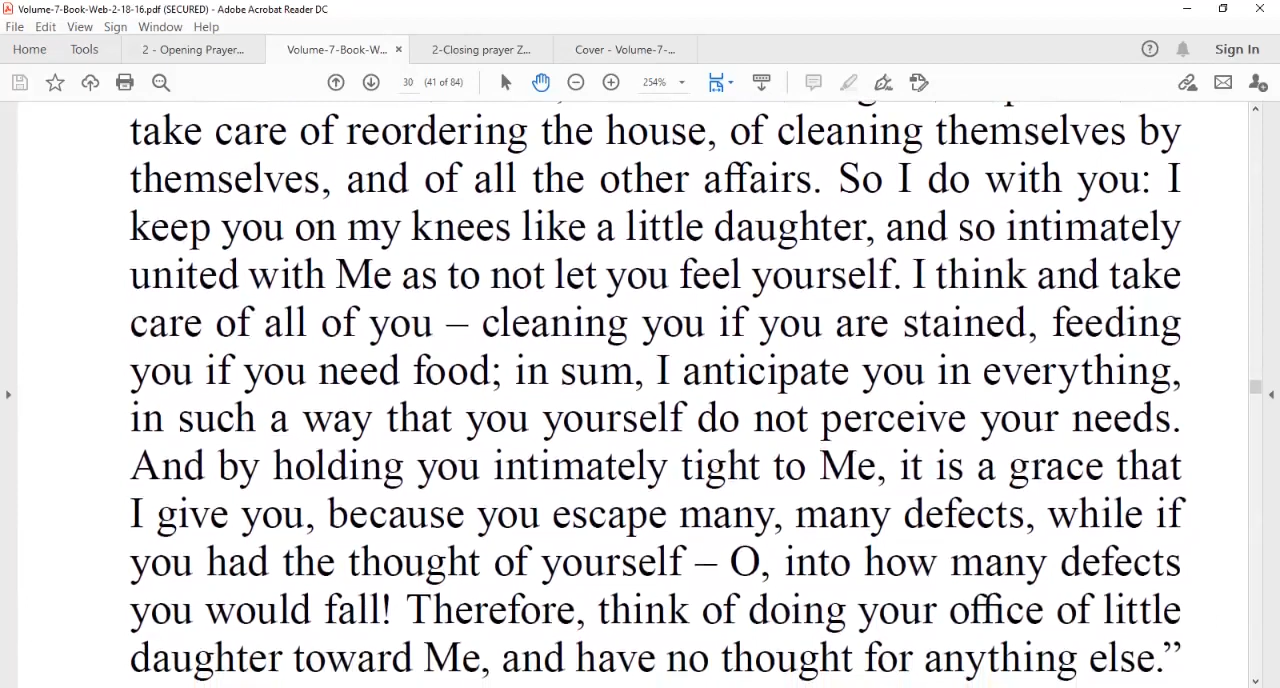 Volume-7-Book-Web-2-18-16.pdf (SECURED) - Adobe Acrobat Reader DC
File Edit View Sign Window Help
Home Tools 2 - Opening Prayer... Volume-7-Book-W... × 2-Closing prayer Z... Cover - Volume-7-... Sign In
30 (41 of 84) 254%
take care of reordering the house, of cleaning themselves by
themselves, and of all the other affairs. So I do with you: I
keep you on my knees like a little daughter, and so intimately
united with Me as to not let you feel yourself. I think and take
care of all of you – cleaning you if you are stained, feeding
you if you need food; in sum, I anticipate you in everything,
in such a way that you yourself do not perceive your needs.
And by holding you intimately tight to Me, it is a grace that
I give you, because you escape many, many defects, while if
you had the thought of yourself – O, into how many defects
you would fall! Therefore, think of doing your office of little
daughter toward Me, and have no thought for anything else.”